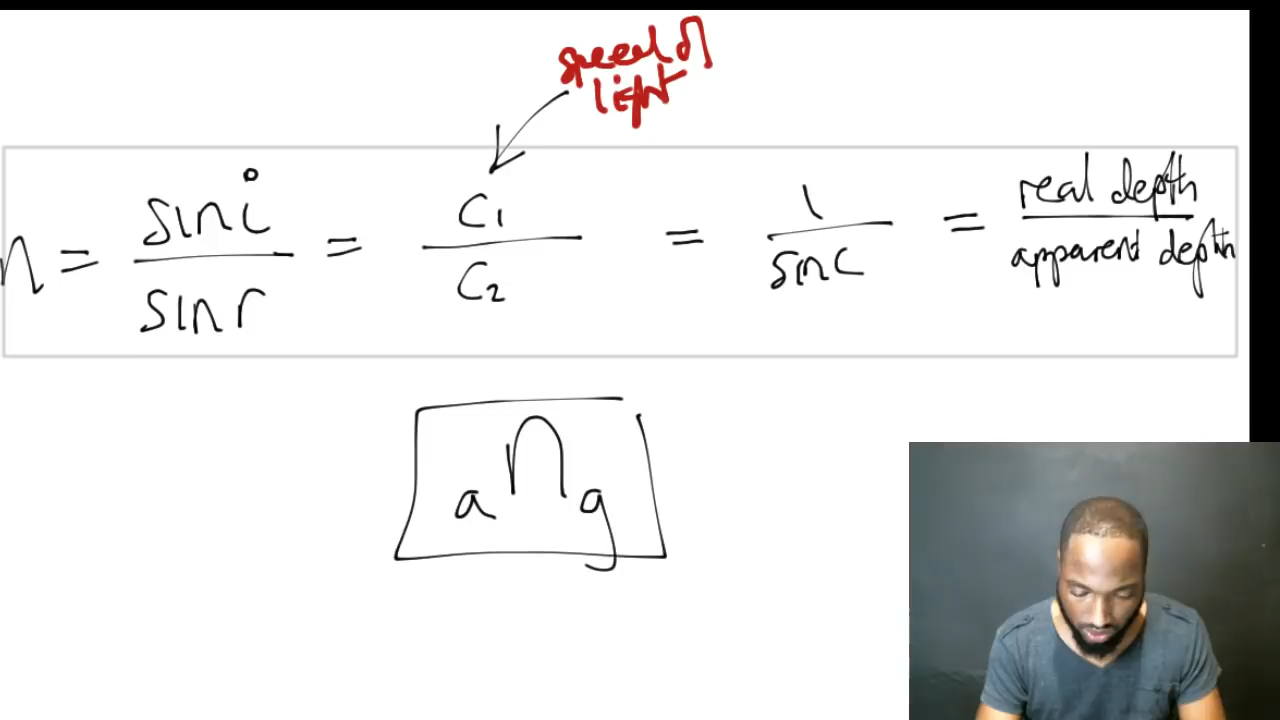 speed of
light
n = sin i / sin r = c1 / c2 = 1 / sin c = real depth / apparent depth
a n g